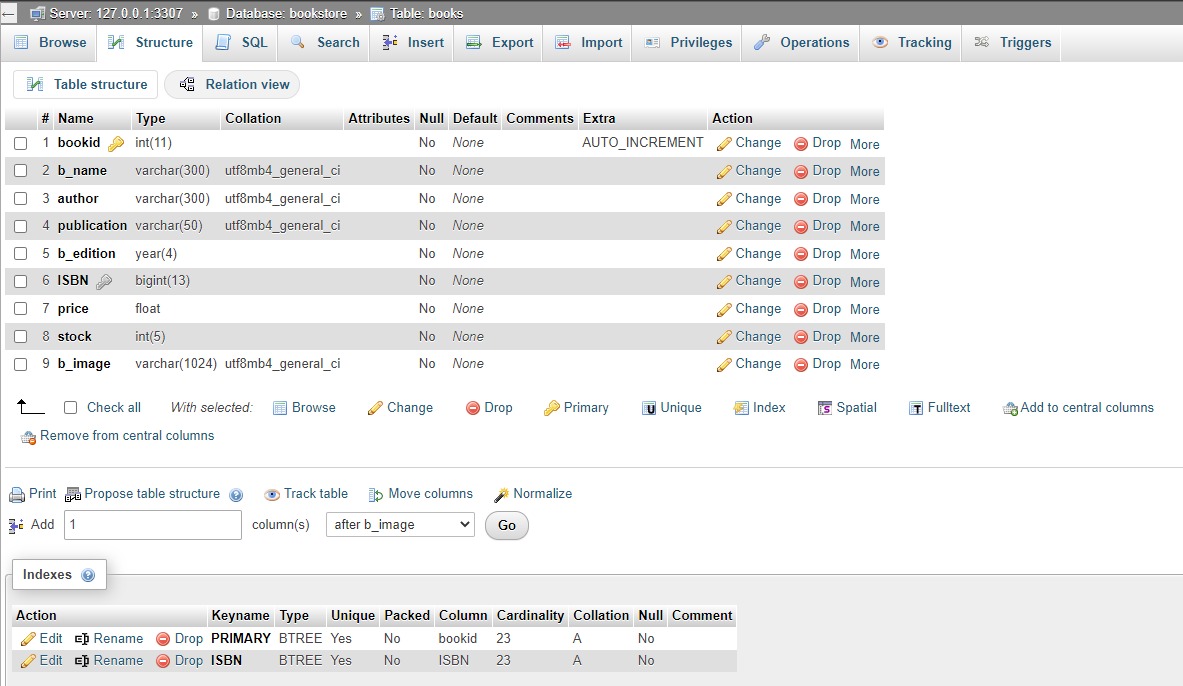 ← Server: 127.0.0.1:3307 » Database: bookstore » Table: books
Browse Structure SQL Search Insert Export Import Privileges Operations Tracking Triggers
Table structure Relation view
# Name Type Collation Attributes Null Default Comments Extra Action
1 bookid int(11) No None AUTO_INCREMENT Change Drop More
2 b_name varchar(300) utf8mb4_general_ci No None Change Drop More
3 author varchar(300) utf8mb4_general_ci No None Change Drop More
4 publication varchar(50) utf8mb4_general_ci No None Change Drop More
5 b_edition year(4) No None Change Drop More
6 ISBN bigint(13) No None Change Drop More
7 price float No None Change Drop More
8 stock int(5) No None Change Drop More
9 b_image varchar(1024) utf8mb4_general_ci No None Change Drop More
Check all With selected: Browse Change Drop Primary U Unique Index S Spatial T Fulltext Add to central columns
Remove from central columns
Print Propose table structure ? Track table Move columns Normalize
Add 1 column(s) after b_image Go
Indexes ?
Action Keyname Type Unique Packed Column Cardinality Collation Null Comment
Edit Rename Drop PRIMARY BTREE Yes No bookid 23 A No
Edit Rename Drop ISBN BTREE Yes No ISBN 23 A No